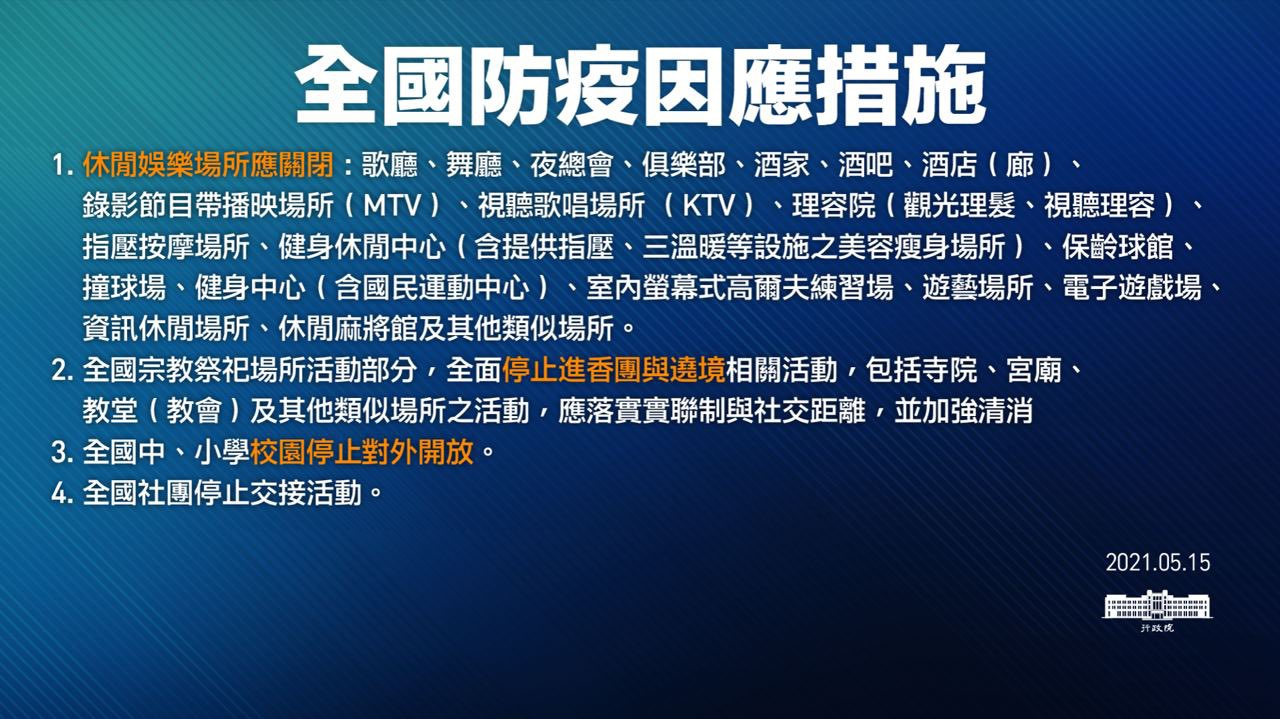 全國防疫因應措施
1. 休閒娛樂場所應關閉：歌廳、舞廳、夜總會、俱樂部、酒家、酒吧、酒店（廊）、
錄影節目帶播映場所（MTV）、視聽歌唱場所（KTV）、理容院（觀光理髮、視聽理容）、
指壓按摩場所、健身休閒中心（含提供指壓、三溫暖等設施之美容瘦身場所）、保齡球館、
撞球場、健身中心（含國民運動中心）、室內螢幕式高爾夫練習場、遊藝場所、電子遊戲場、
資訊休閒場所、休閒麻將館及其他類似場所。
2. 全國宗教祭祀場所活動部分，全面停止進香團與遶境相關活動，包括寺院、宮廟、
教堂（教會）及其他類似場所之活動，應落實實聯制與社交距離，並加強清消
3. 全國中、小學校園停止對外開放。
4. 全國社團停止交接活動。
2021.05.15
行政院